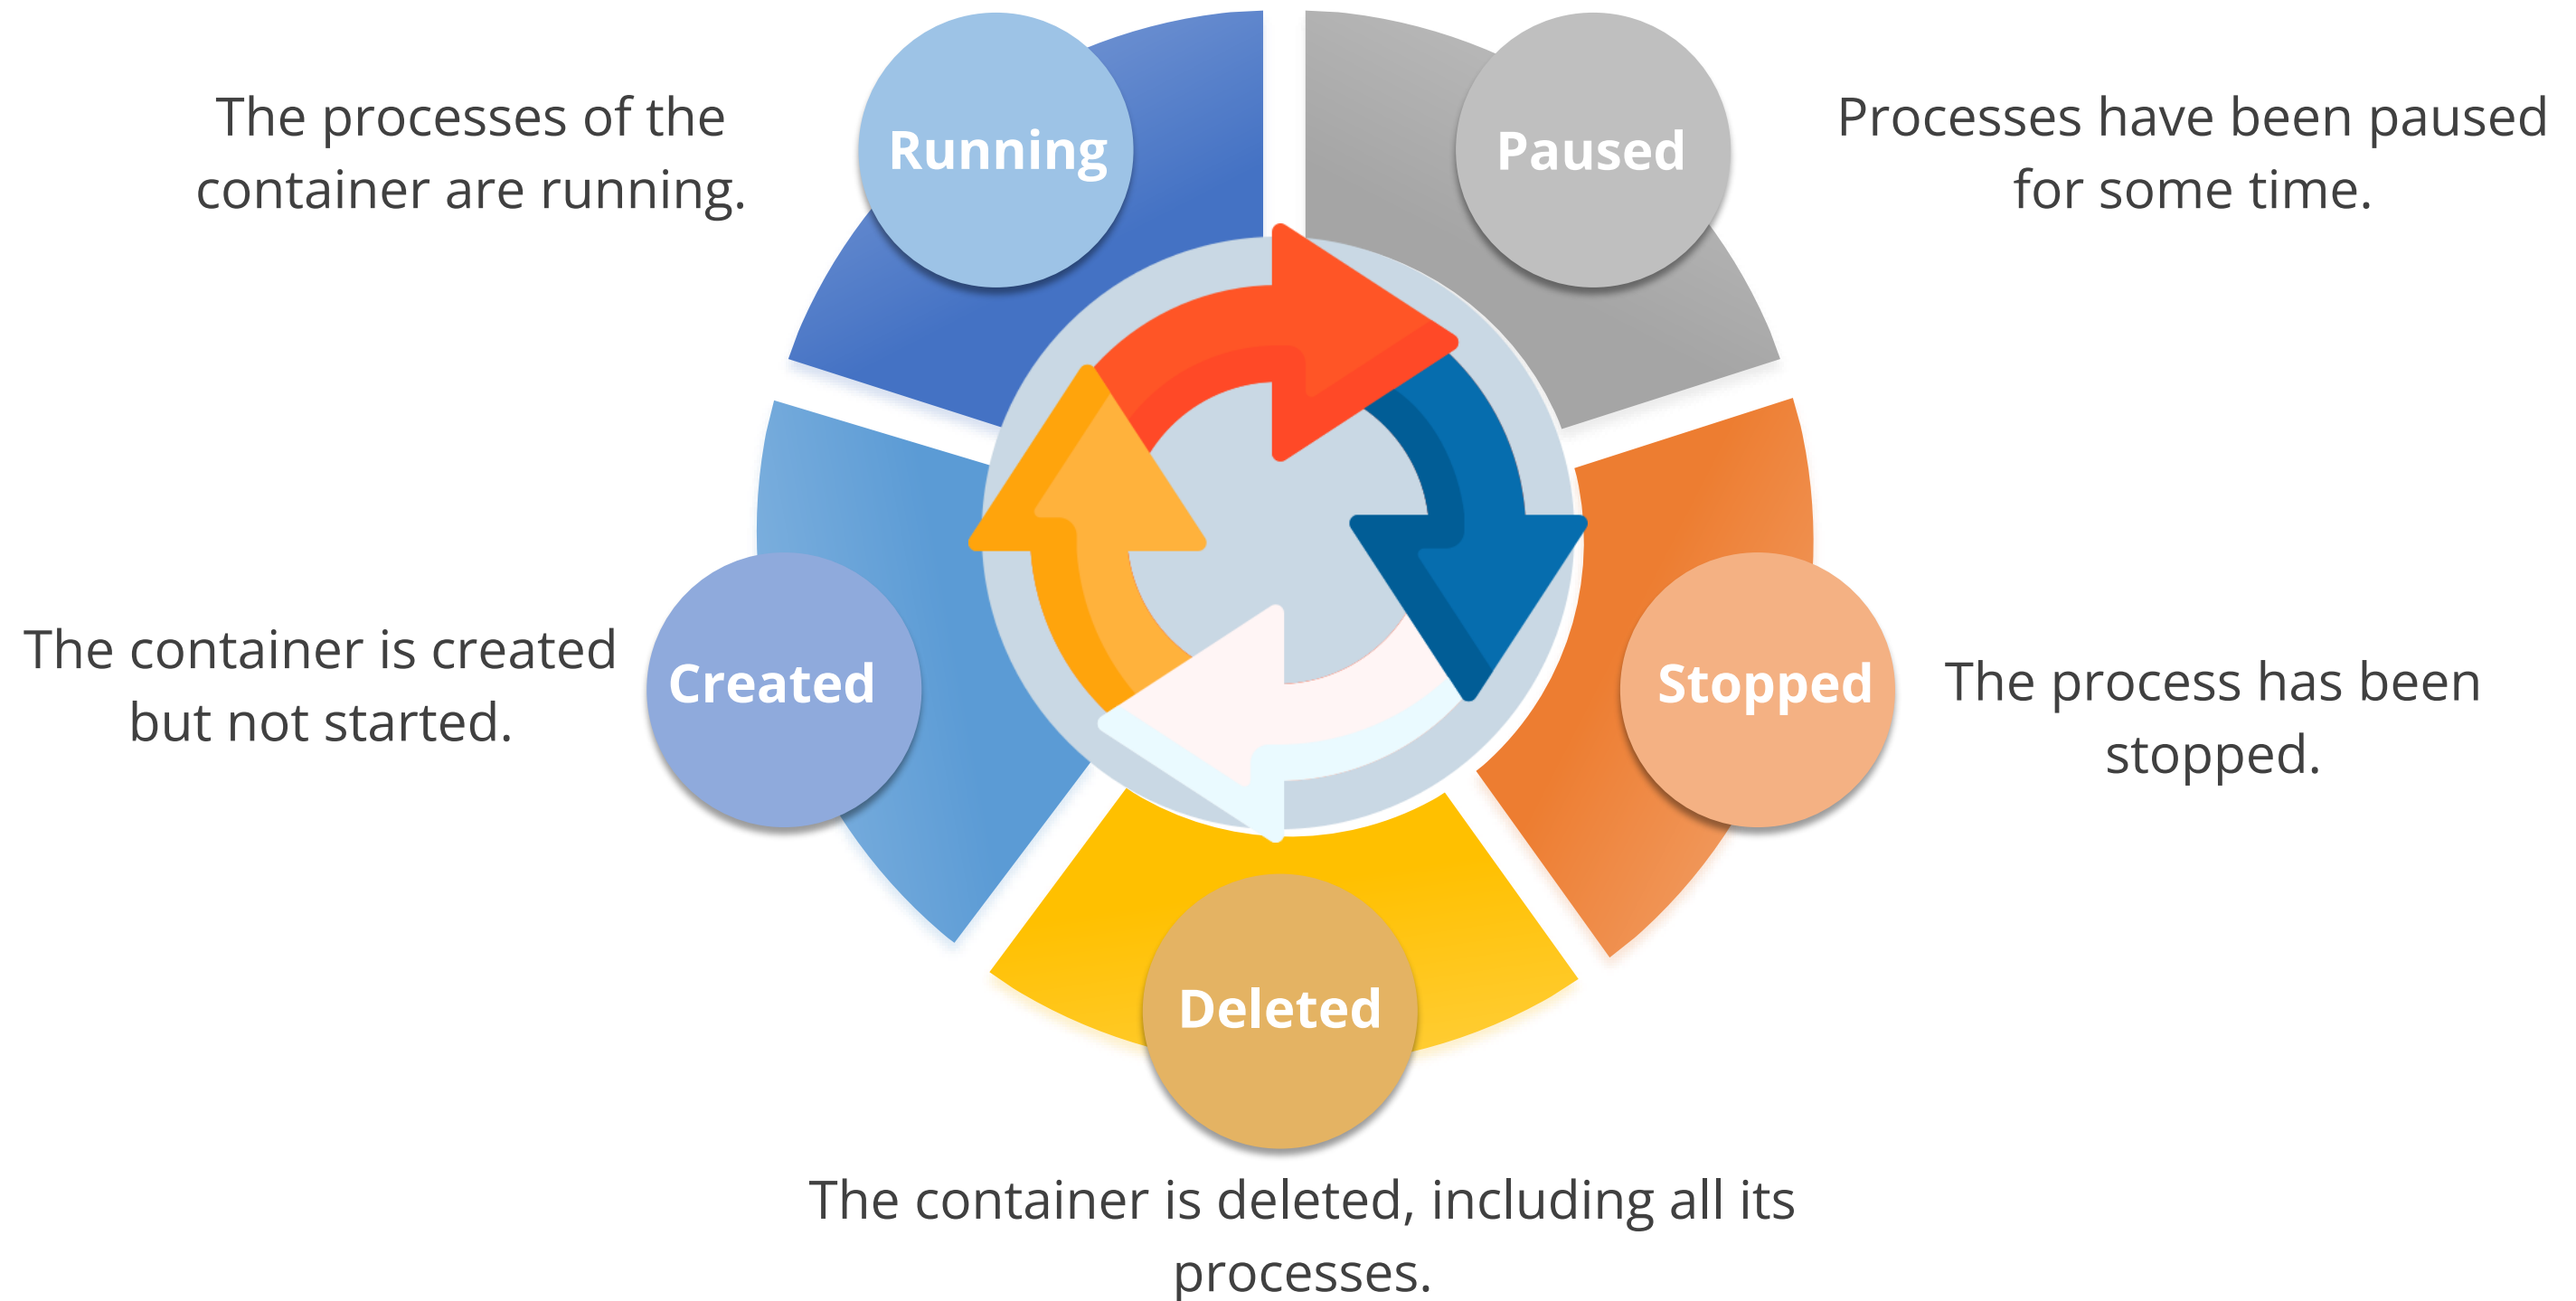 The processes of the
container are running.
Running
Paused
Processes have been paused
for some time.
The container is created
but not started.
Created
Stopped
The process has been
stopped.
Deleted
The container is deleted, including all its
processes.